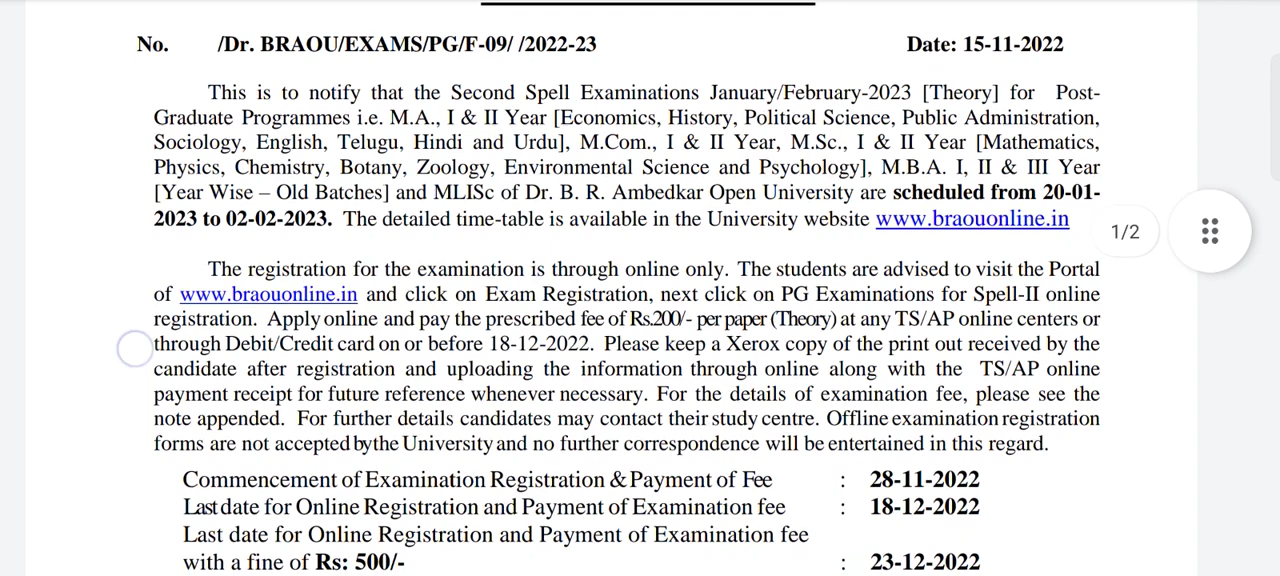 No. /Dr. BRAOU/EXAMS/PG/F-09/ /2022-23 Date: 15-11-2022
This is to notify that the Second Spell Examinations January/February-2023 [Theory] for Post-
Graduate Programmes i.e. M.A., I & II Year [Economics, History, Political Science, Public Administration,
Sociology, English, Telugu, Hindi and Urdu], M.Com., I & II Year, M.Sc., I & II Year [Mathematics,
Physics, Chemistry, Botany, Zoology, Environmental Science and Psychology], M.B.A. I, II & III Year
[Year Wise – Old Batches] and MLISc of Dr. B. R. Ambedkar Open University are scheduled from 20-01-
2023 to 02-02-2023. The detailed time-table is available in the University website www.braouonline.in
1/2
The registration for the examination is through online only. The students are advised to visit the Portal
of www.braouonline.in and click on Exam Registration, next click on PG Examinations for Spell-II online
registration. Apply online and pay the prescribed fee of Rs.200/- per paper (Theory) at any TS/AP online centers or
through Debit/Credit card on or before 18-12-2022. Please keep a Xerox copy of the print out received by the
candidate after registration and uploading the information through online along with the TS/AP online
payment receipt for future reference whenever necessary. For the details of examination fee, please see the
note appended. For further details candidates may contact their study centre. Offline examination registration
forms are not accepted bythe University and no further correspondence will be entertained in this regard.
Commencement of Examination Registration & Payment of Fee : 28-11-2022
Last date for Online Registration and Payment of Examination fee : 18-12-2022
Last date for Online Registration and Payment of Examination fee
with a fine of Rs: 500/- : 23-12-2022